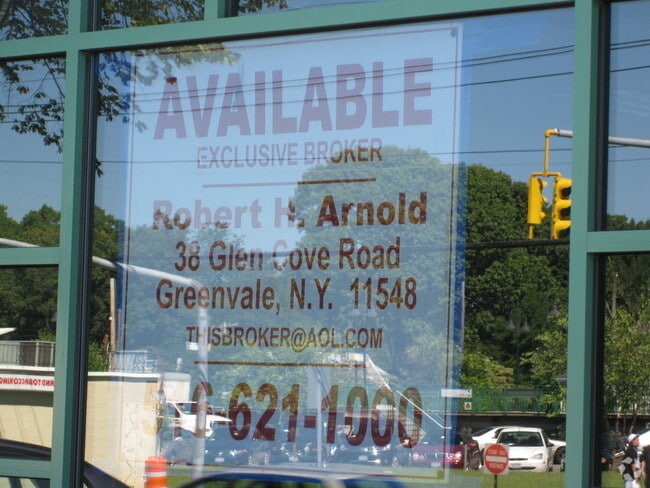 AVAILABLE
EXCLUSIVE BROKER
Robert H. Arnold
38 Glen Cove Road
Greenvale, N.Y. 11548
THISBROKER@AOL.COM
621-1000